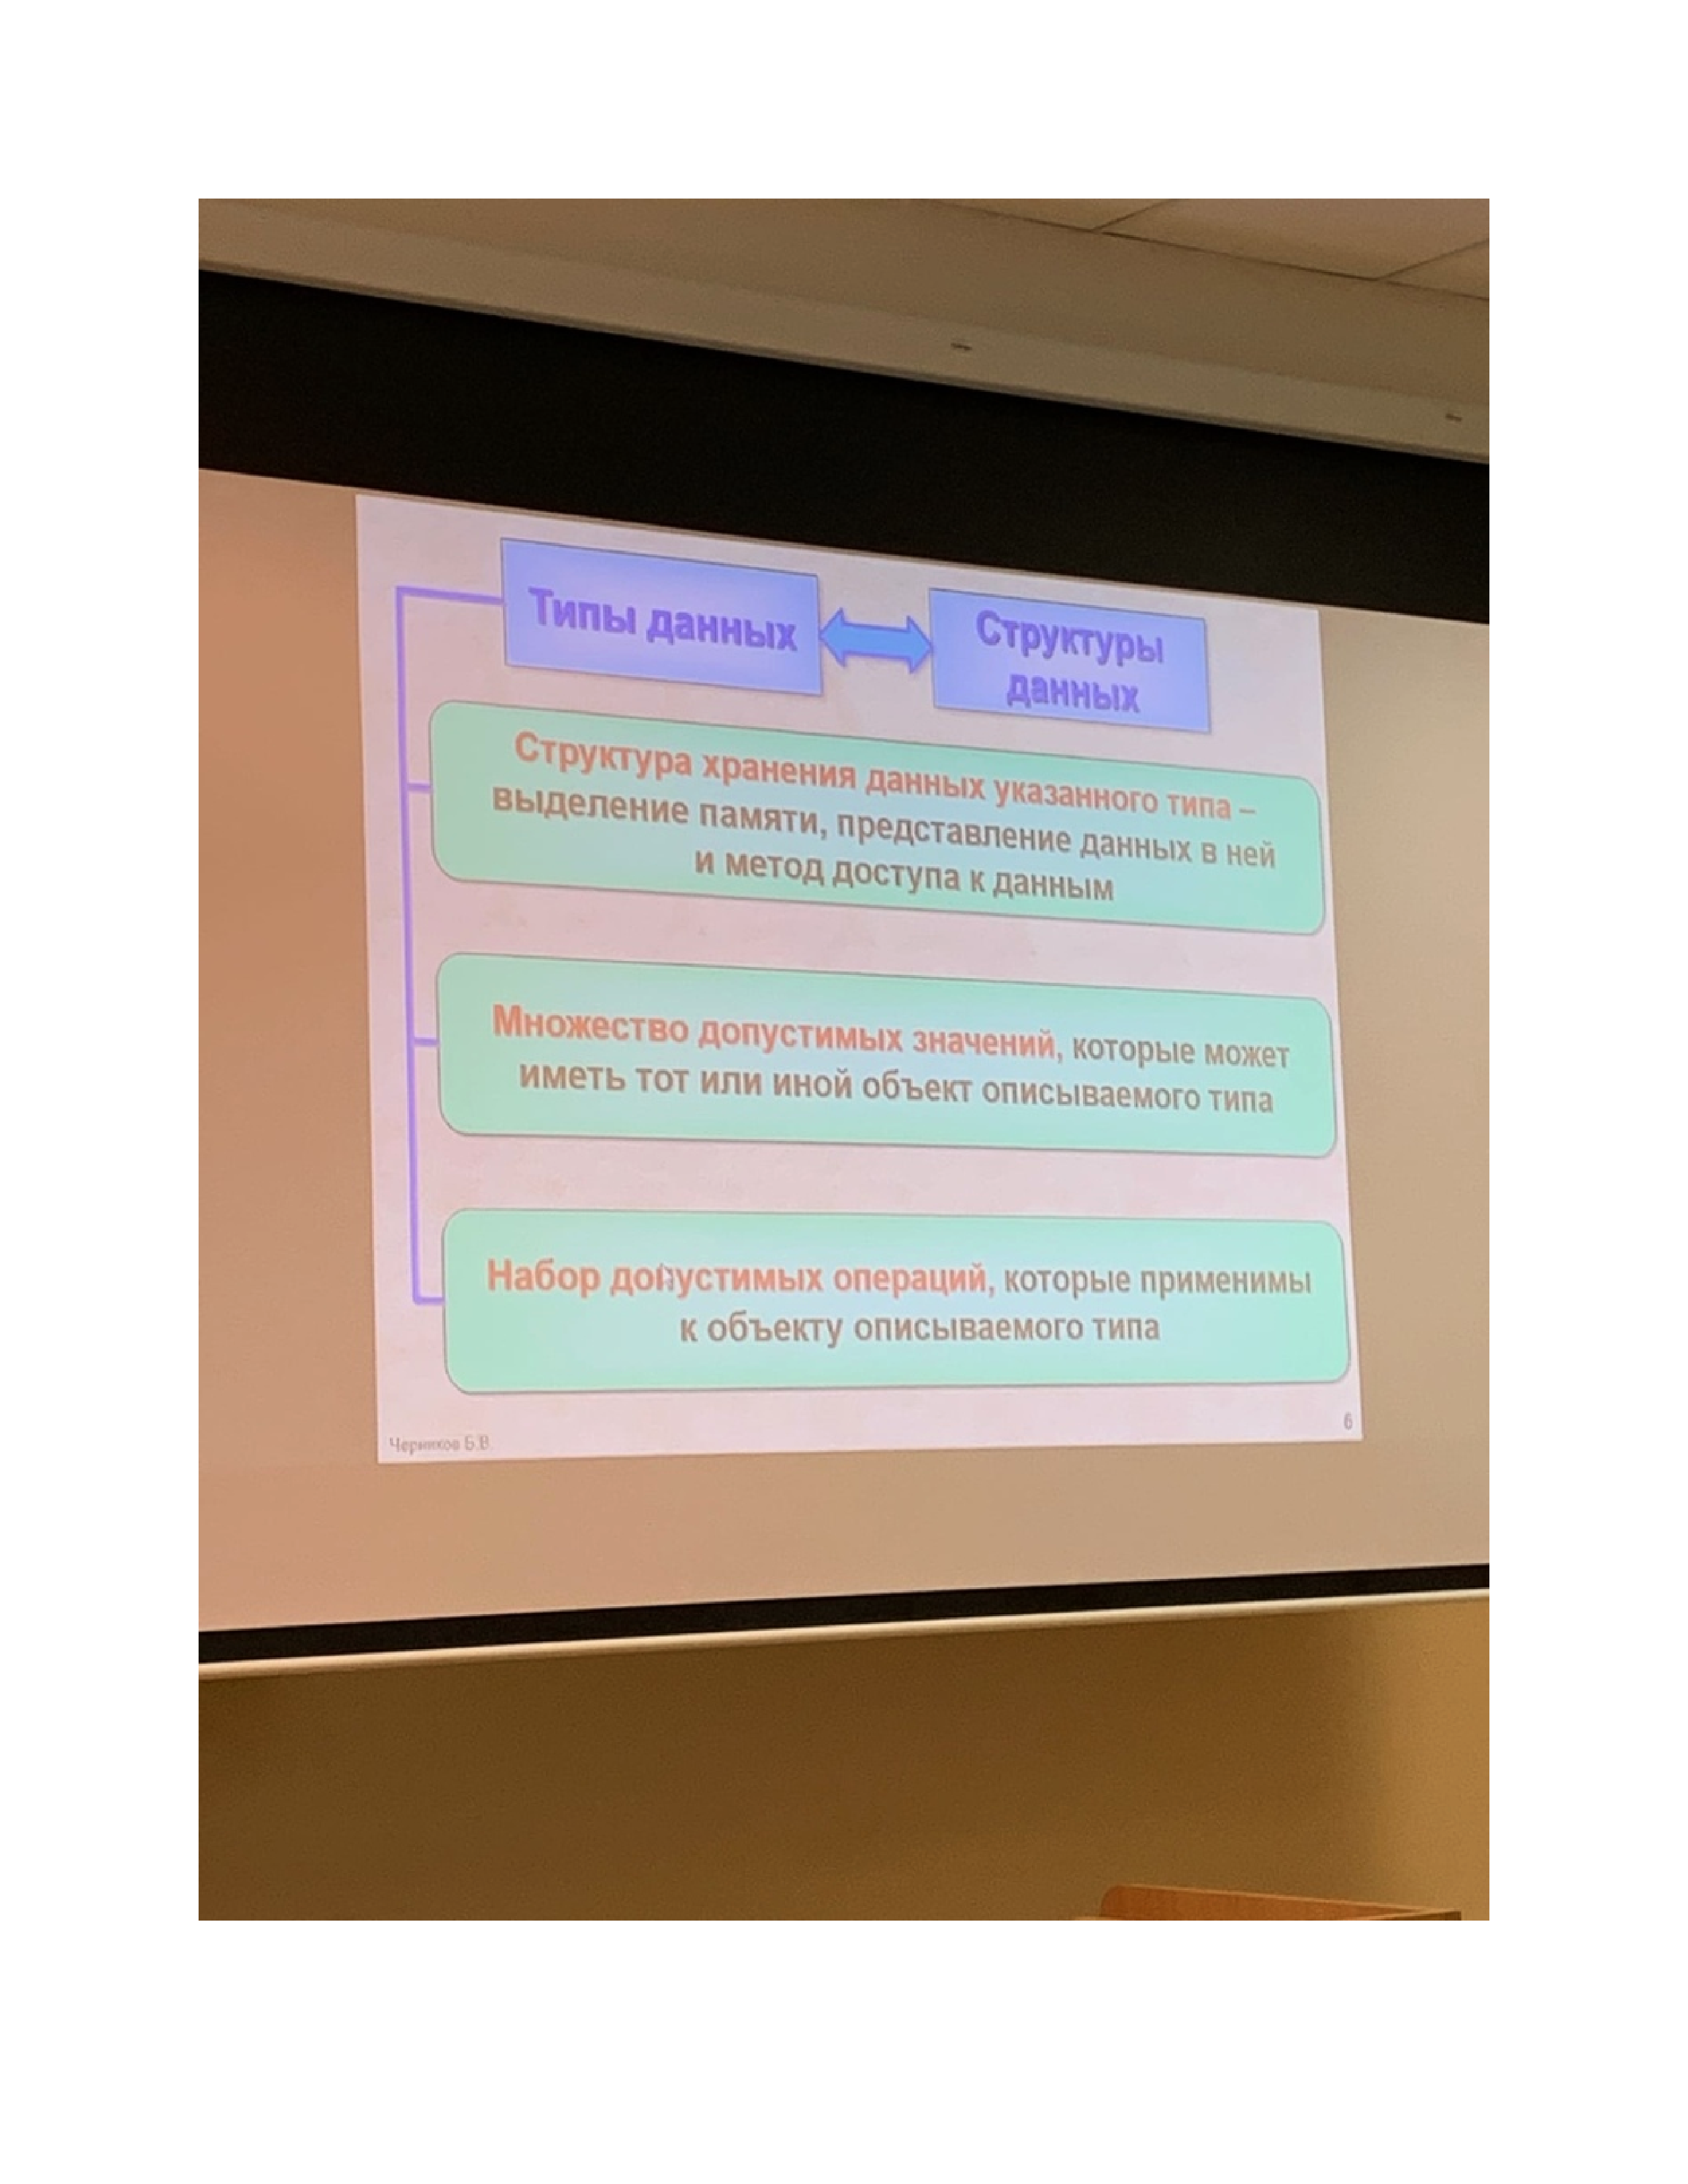 Типы данных
Структуры
данных
Структура хранения данных указанного типа –
выделение памяти, представление данных в ней
и метод доступа к данным
Множество допустимых значений, которые может
иметь тот или иной объект описываемого типа
Набор допустимых операций, которые применимы
к объекту описываемого типа
Черников Б.В.
6